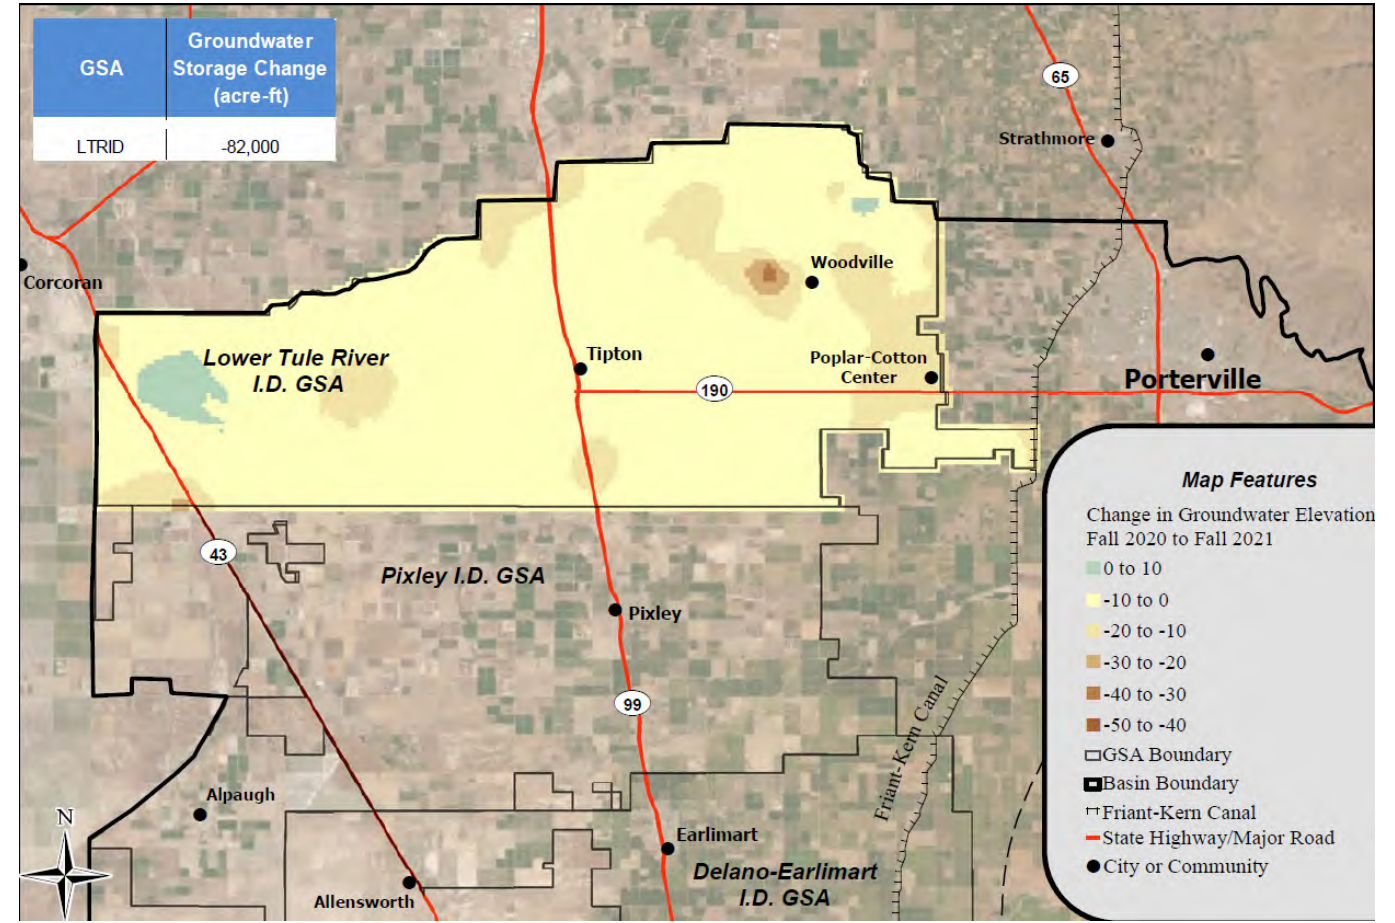 GSA
Groundwater
Storage Change
(acre-ft)
LTRID
-82,000
65
Strathmore
Woodville
Corcoran
Lower Tule River
I.D. GSA
Tipton
Poplar-Cotton
Center
190
Porterville
43
Pixley I.D. GSA
Pixley
99
Friant-Kern Canal
Alpaugh
N
Earlimart
Delano-Earlimart
I.D. GSA
Allensworth
Map Features
Change in Groundwater Elevation
Fall 2020 to Fall 2021
0 to 10
-10 to 0
-20 to -10
-30 to -20
-40 to -30
-50 to -40
GSA Boundary
Basin Boundary
Friant-Kern Canal
State Highway/Major Road
City or Community